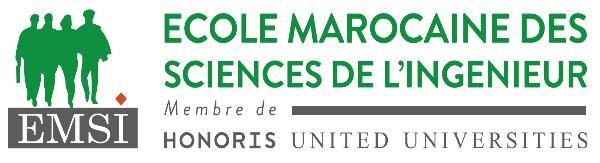 ECOLE MAROCAINE DES
SCIENCES DE L'INGENIEUR
Membre de
HONORIS UNITED UNIVERSITIES
EMSI